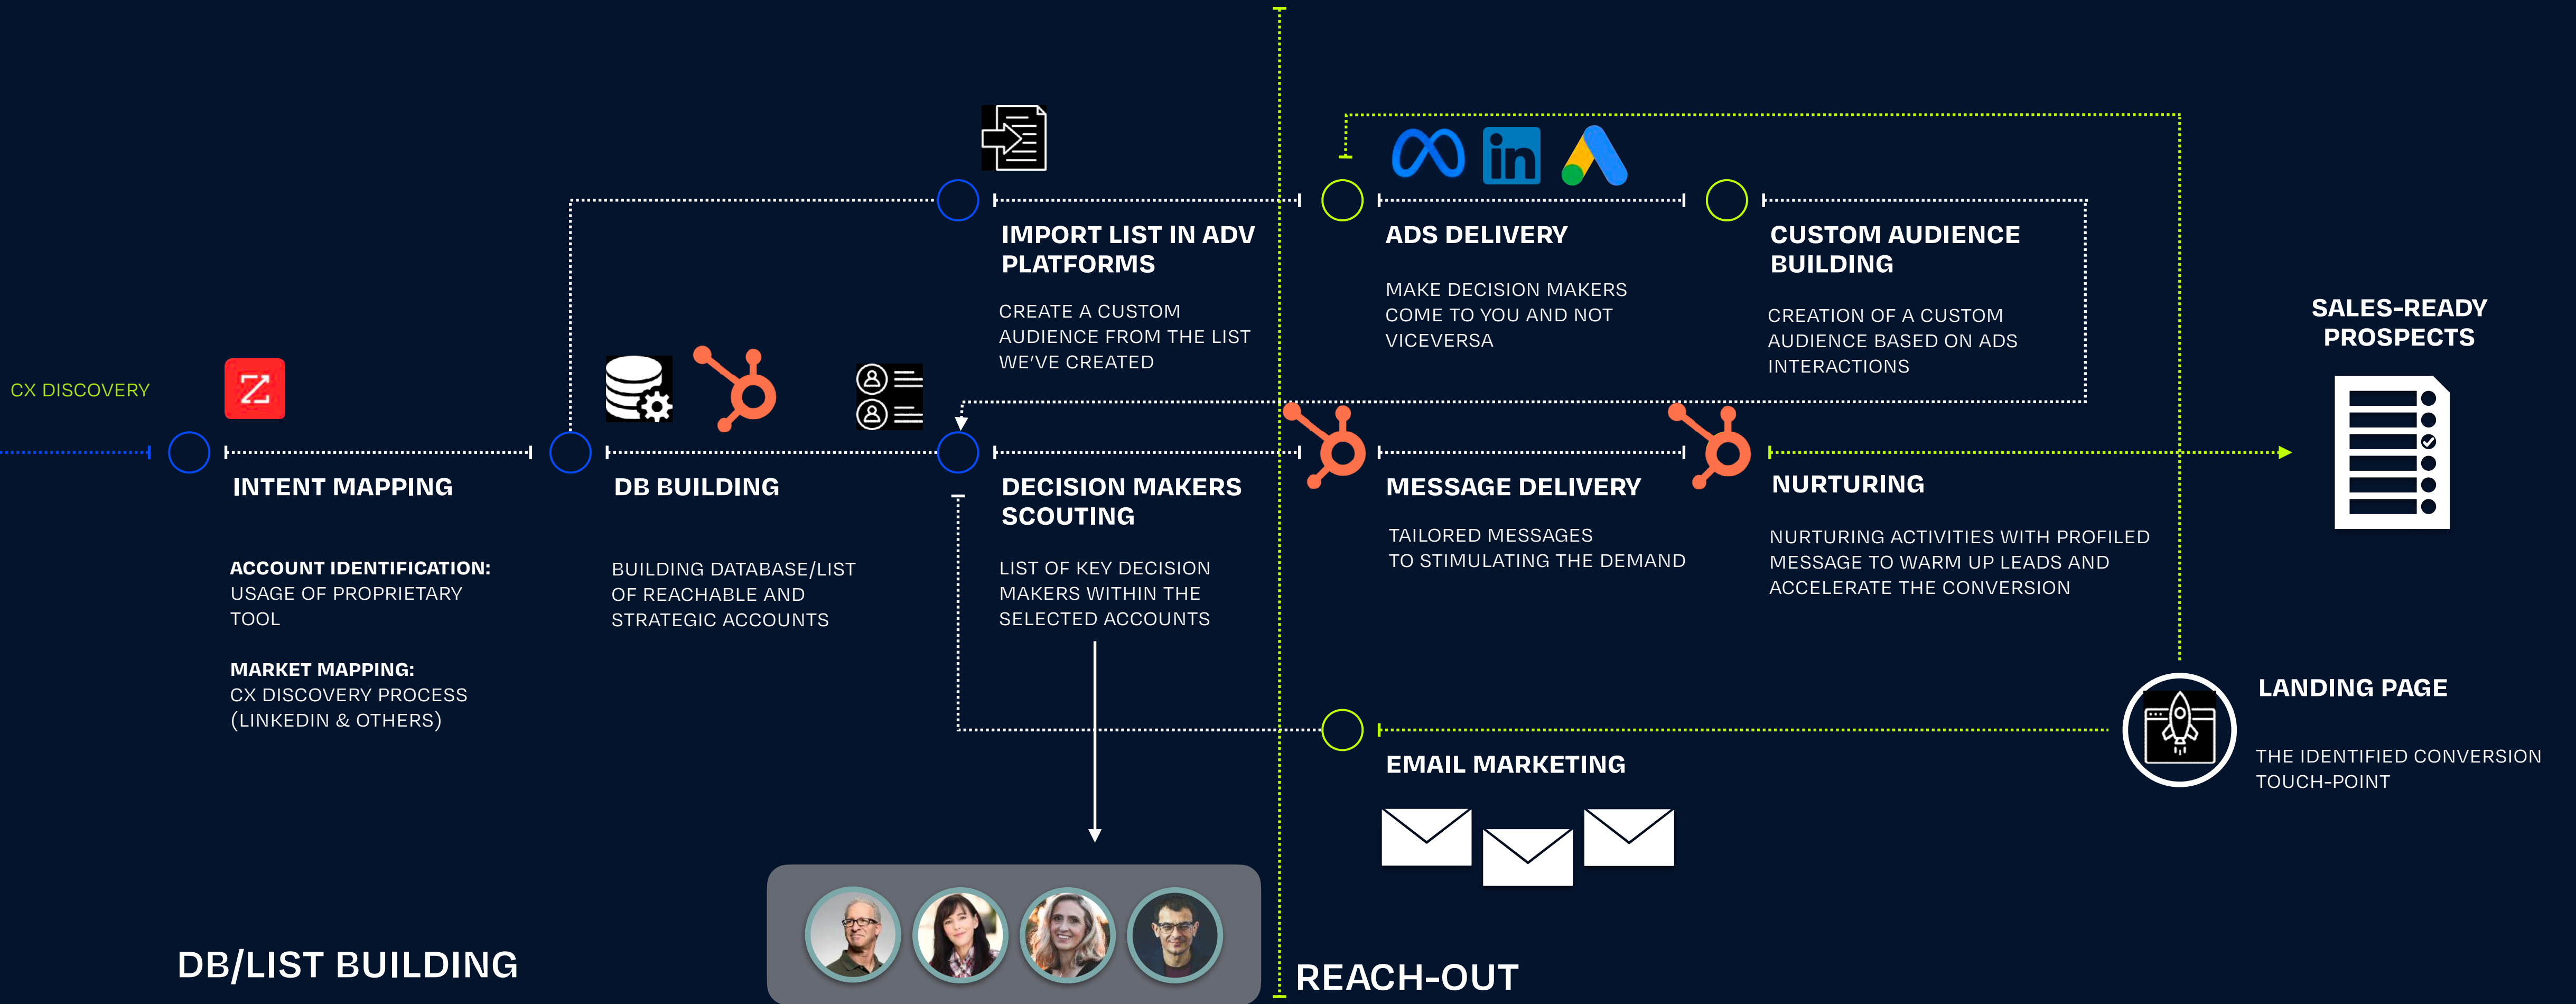 CX DISCOVERY
INTENT MAPPING
ACCOUNT IDENTIFICATION:
USAGE OF PROPRIETARY
TOOL
MARKET MAPPING:
CX DISCOVERY PROCESS
(LINKEDIN & OTHERS)
DB BUILDING
BUILDING DATABASE/LIST
OF REACHABLE AND
STRATEGIC ACCOUNTS
IMPORT LIST IN ADV
PLATFORMS
CREATE A CUSTOM
AUDIENCE FROM THE LIST
WE’VE CREATED
DECISION MAKERS
SCOUTING
LIST OF KEY DECISION
MAKERS WITHIN THE
SELECTED ACCOUNTS
in
ADS DELIVERY
MAKE DECISION MAKERS
COME TO YOU AND NOT
VICEVERSA
CUSTOM AUDIENCE
BUILDING
CREATION OF A CUSTOM
AUDIENCE BASED ON ADS
INTERACTIONS
MESSAGE DELIVERY
TAILORED MESSAGES
TO STIMULATING THE DEMAND
NURTURING
NURTURING ACTIVITIES WITH PROFILED
MESSAGE TO WARM UP LEADS AND
ACCELERATE THE CONVERSION
SALES-READY
PROSPECTS
EMAIL MARKETING
LANDING PAGE
THE IDENTIFIED CONVERSION
TOUCH-POINT
DB/LIST BUILDING
REACH-OUT